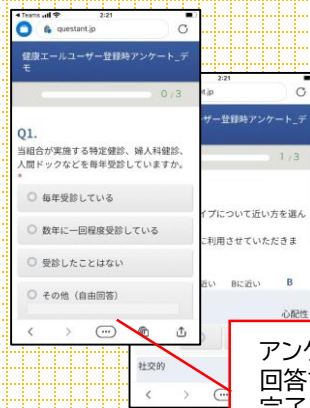 Teams
2:21
questant.jp
健康エールユーザー登録時アンケート_デ
モ
0 / 3
Q1.
当組合が実施する特定健診、婦人科健診、
人間ドックなどを毎年受診していますか。
*
毎年受診している
数年に一回程度受診している
受診したことはない
その他（自由回答）
2:21
nt.jp
ーザー登録時アンケート_デ
1 / 3
イプについて近い方を選ん
に利用させていただきま
近い Bに近い B
心配性
社交的
アンケ
回答